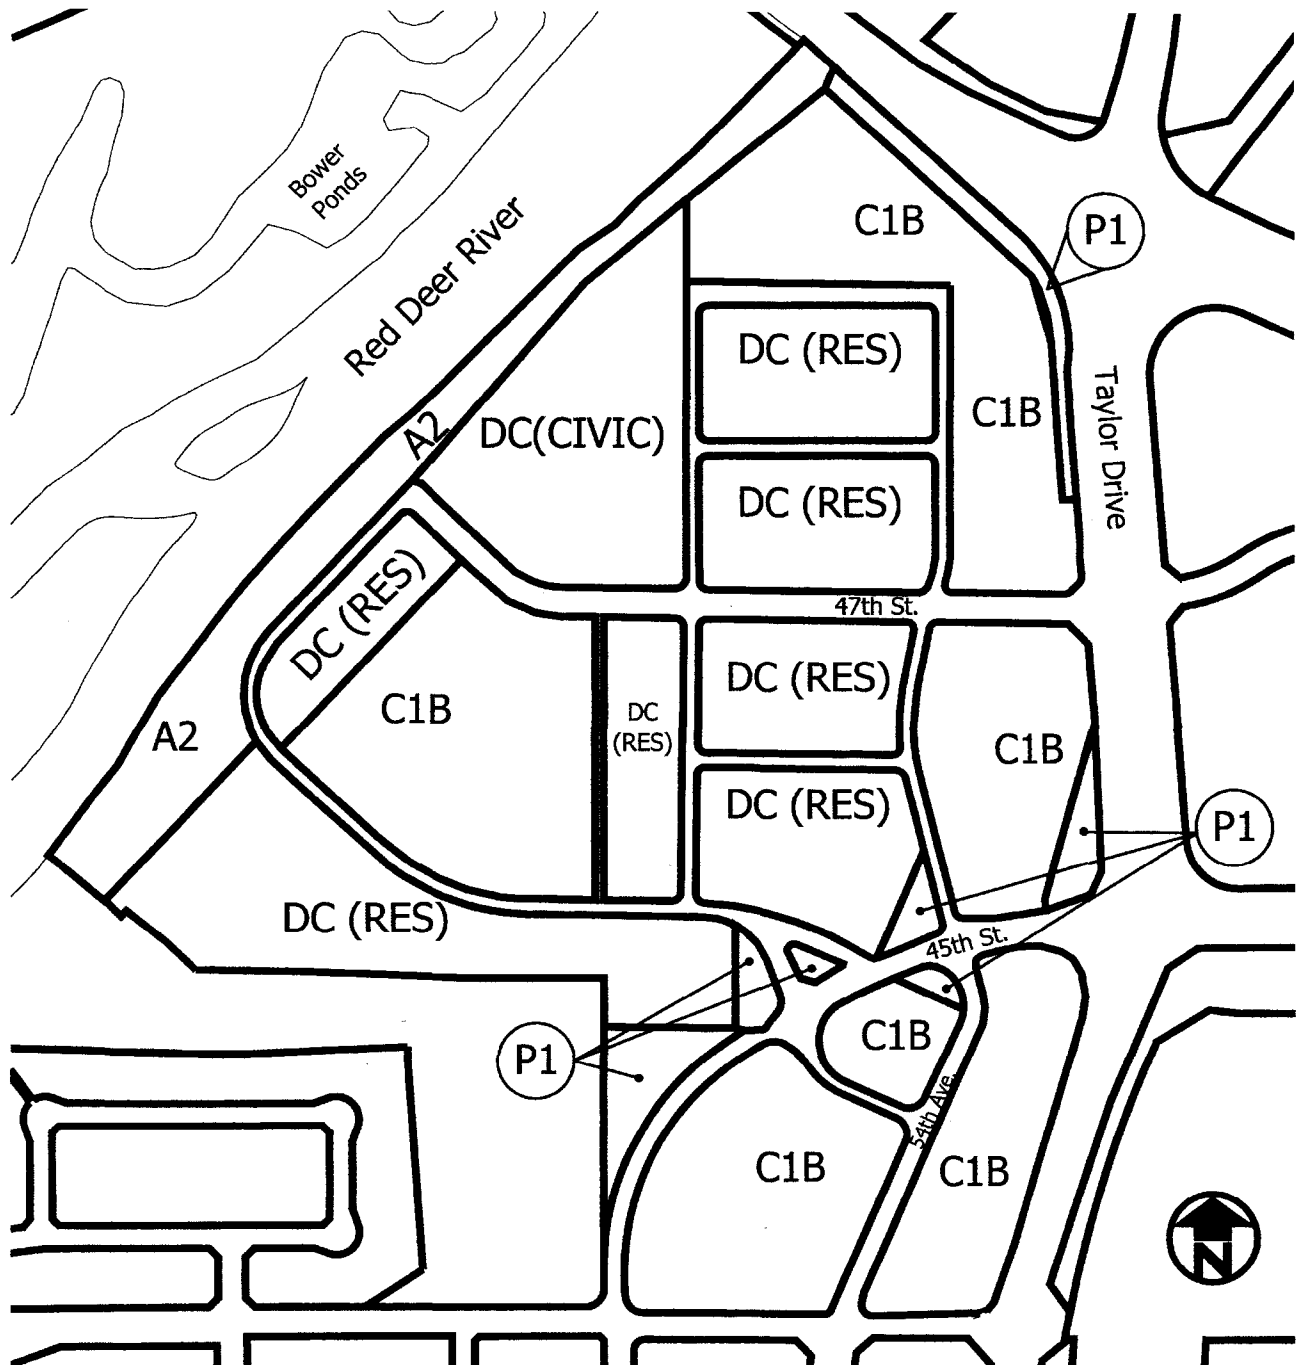 Bower
Ponds
Red Deer River
C1B
P1
DC (RES)
Taylor Drive
C1B
A2
DC(CIVIC)
DC (RES)
DC (RES)
47th St.
DC (RES)
C1B
DC
(RES)
A2
C1B
DC (RES)
P1
DC (RES)
45th St.
C1B
P1
54th Ave.
C1B
C1B
N